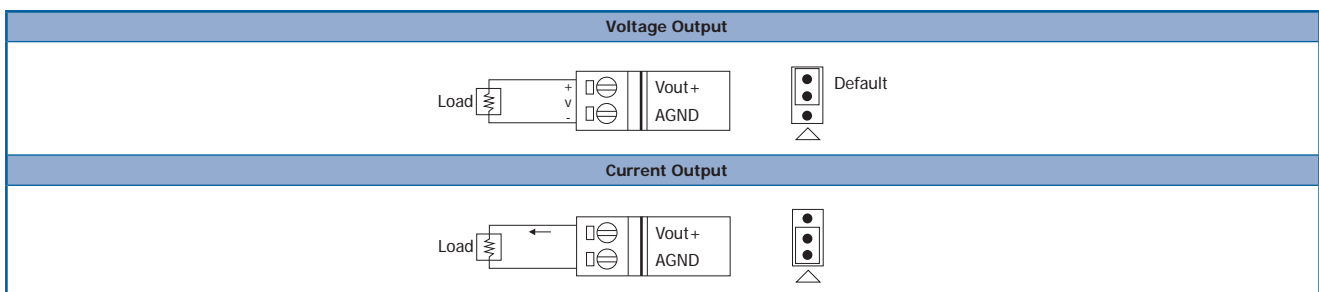 Voltage Output
Load
+
v
-
Vout+
AGND
Default
Current Output
Load
Vout+
AGND